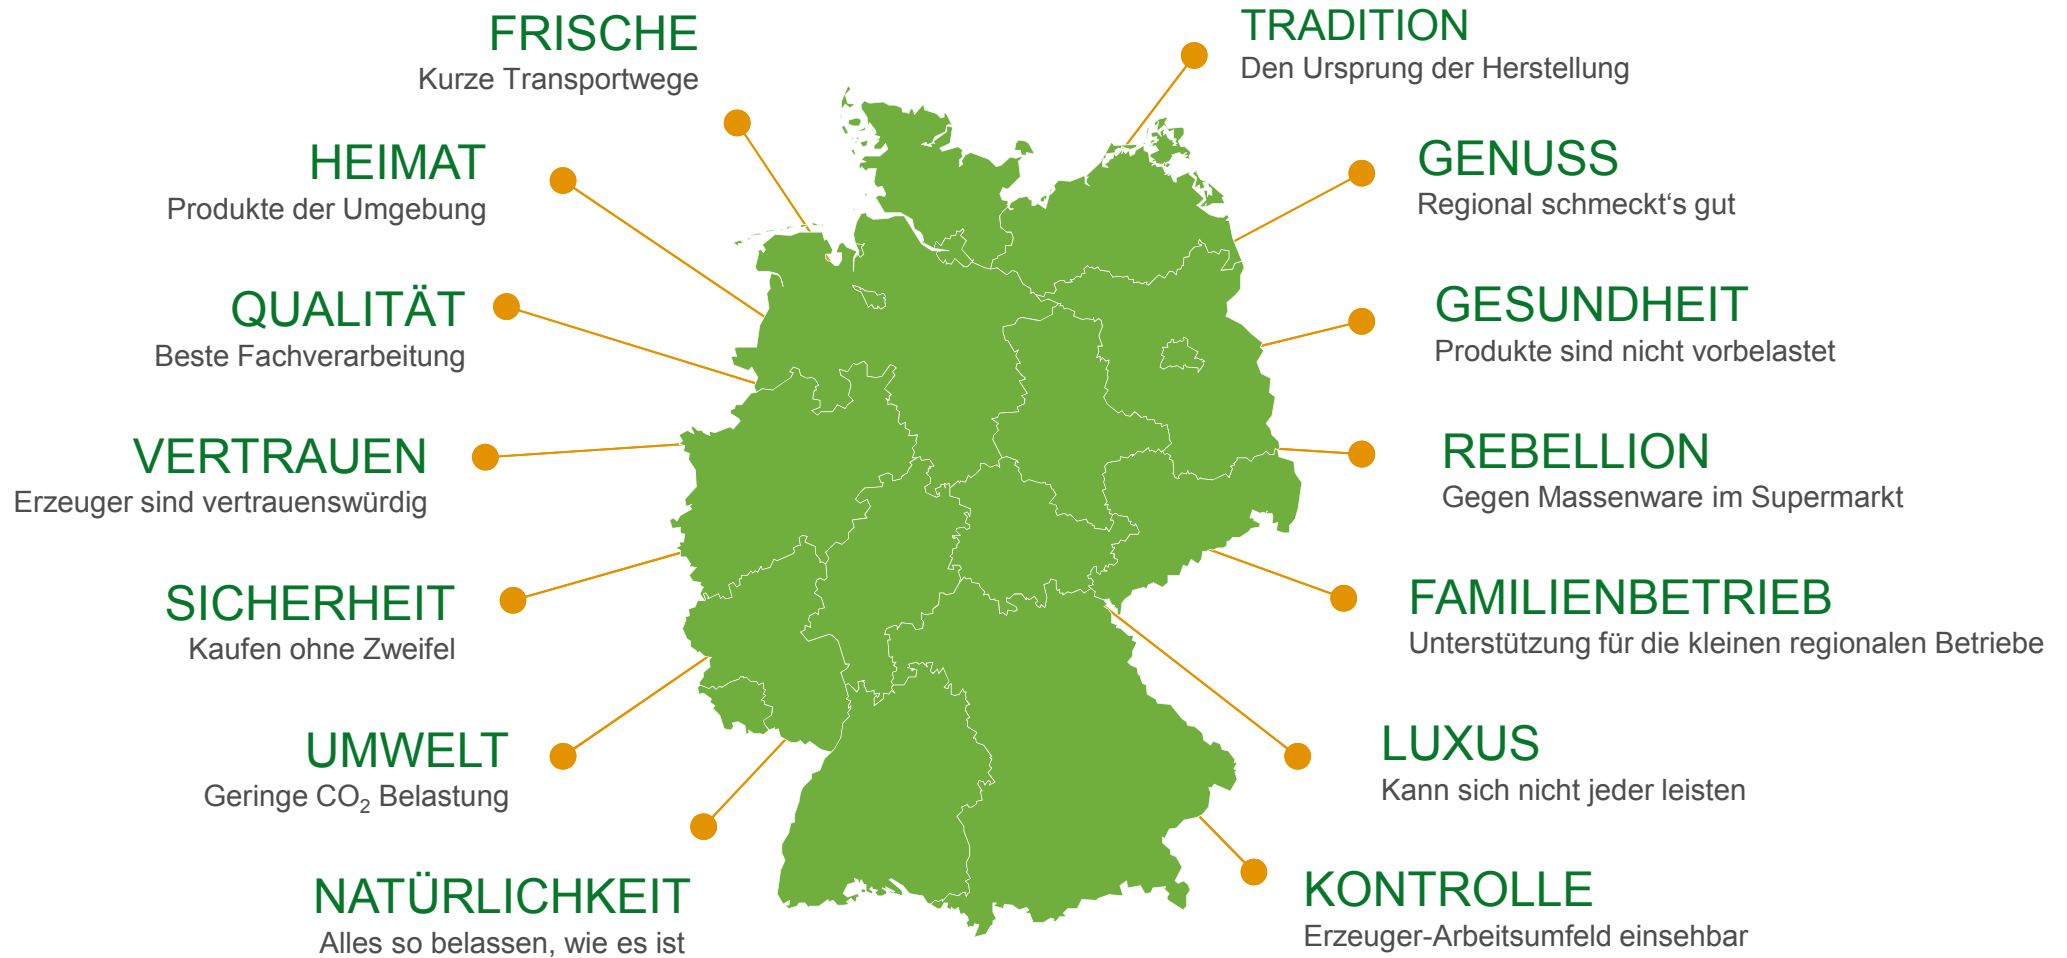 FRISCHE
Kurze Transportwege
HEIMAT
Produkte der Umgebung
QUALITÄT
Beste Fachverarbeitung
VERTRAUEN
Erzeuger sind vertrauenswürdig
SICHERHEIT
Kaufen ohne Zweifel
UMWELT
Geringe CO₂ Belastung
NATÜRLICHKEIT
Alles so belassen, wie es ist
TRADITION
Den Ursprung der Herstellung
GENUSS
Regional schmeckt‘s gut
GESUNDHEIT
Produkte sind nicht vorbelastet
REBELLION
Gegen Massenware im Supermarkt
FAMILIENBETRIEB
Unterstützung für die kleinen regionalen Betriebe
LUXUS
Kann sich nicht jeder leisten
KONTROLLE
Erzeuger-Arbeitsumfeld einsehbar